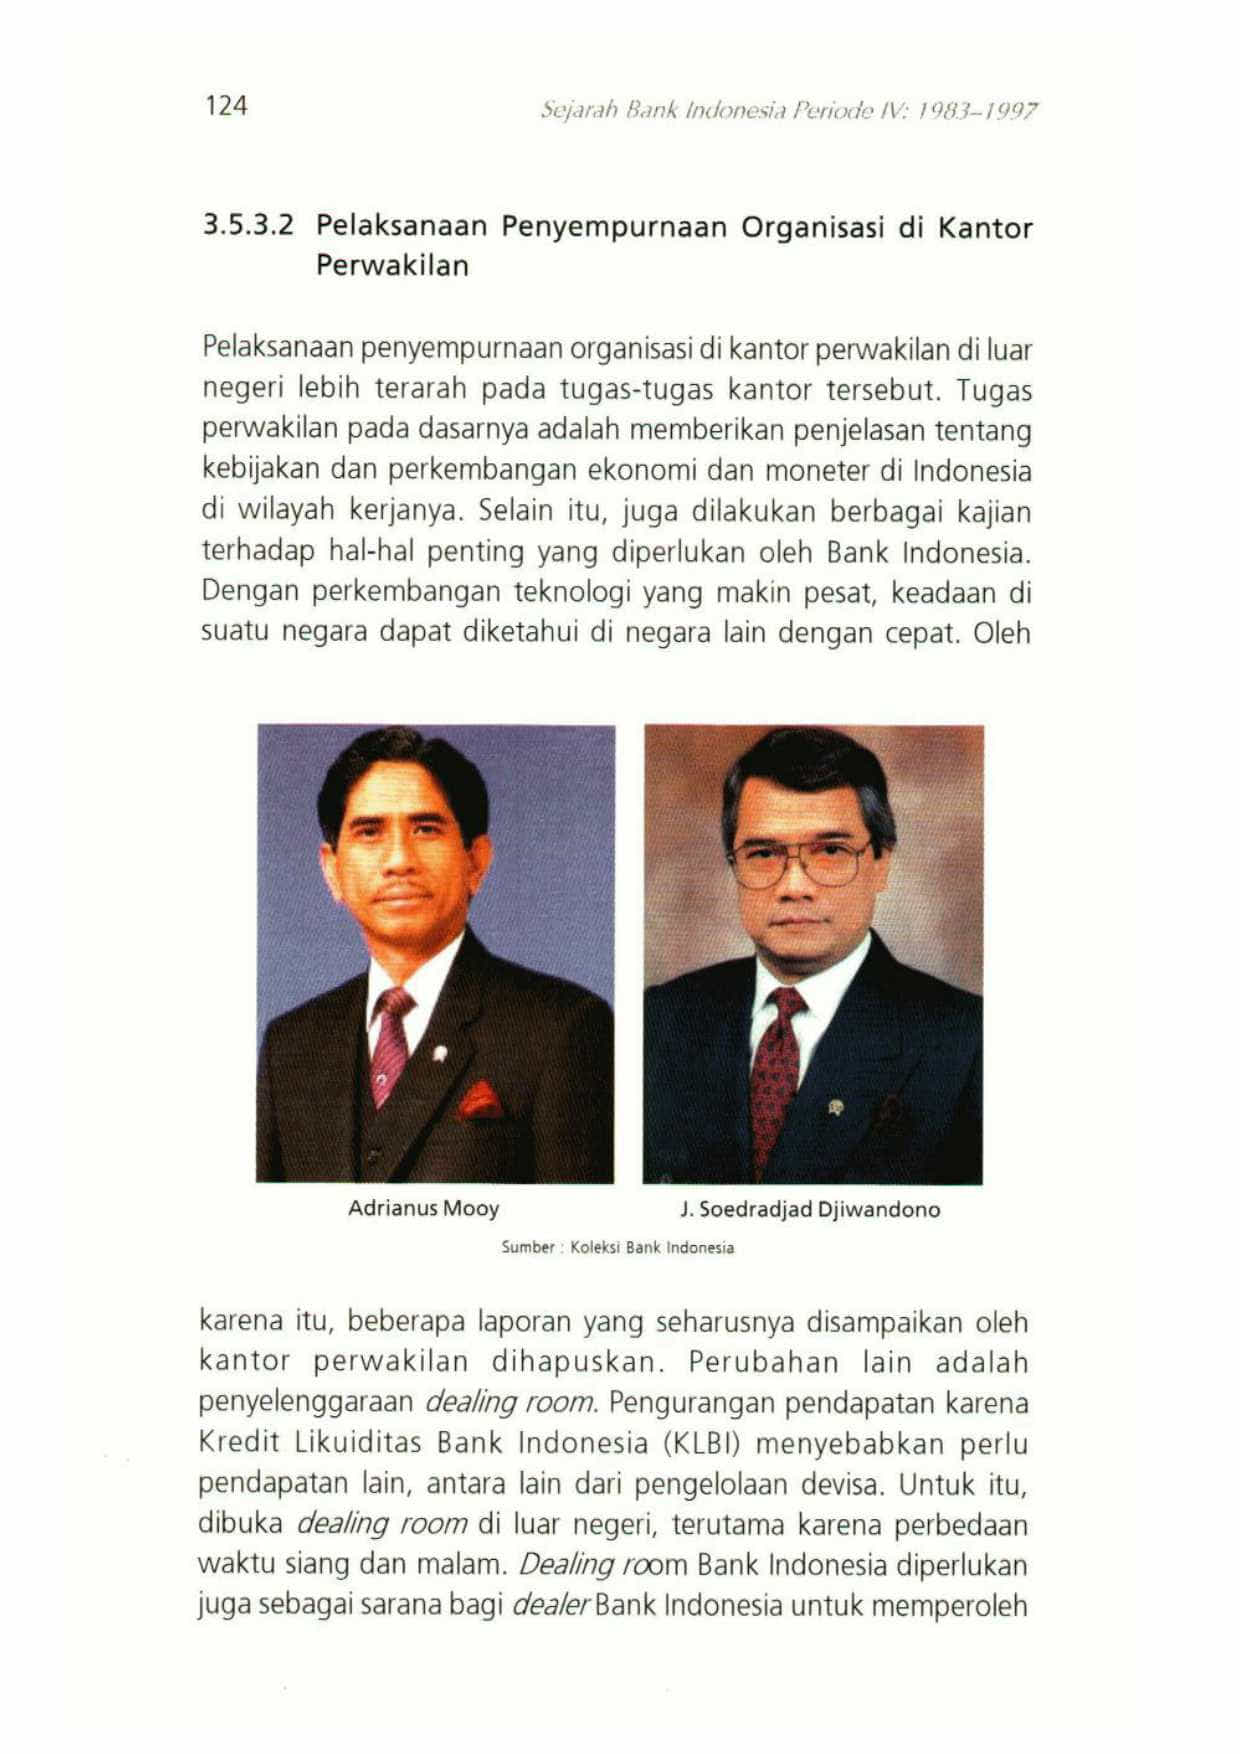 124
Sejarah Bank Indonesia Periode IV: 1983–1997
3.5.3.2 Pelaksanaan Penyempurnaan Organisasi di Kantor
Perwakilan
Pelaksanaan penyempurnaan organisasi di kantor perwakilan di luar
negeri lebih terarah pada tugas-tugas kantor tersebut. Tugas
perwakilan pada dasarnya adalah memberikan penjelasan tentang
kebijakan dan perkembangan ekonomi dan moneter di Indonesia
di wilayah kerjanya. Selain itu, juga dilakukan berbagai kajian
terhadap hal-hal penting yang diperlukan oleh Bank Indonesia.
Dengan perkembangan teknologi yang makin pesat, keadaan di
suatu negara dapat diketahui di negara lain dengan cepat. Oleh
Adrianus Mooy
J. Soedradjad Djiwandono
Sumber : Koleksi Bank Indonesia
karena itu, beberapa laporan yang seharusnya disampaikan oleh
kantor perwakilan dihapuskan. Perubahan lain adalah
penyelenggaraan dealing room. Pengurangan pendapatan karena
Kredit Likuiditas Bank Indonesia (KLBI) menyebabkan perlu
pendapatan lain, antara lain dari pengelolaan devisa. Untuk itu,
dibuka dealing room di luar negeri, terutama karena perbedaan
waktu siang dan malam. Dealing room Bank Indonesia diperlukan
juga sebagai sarana bagi dealer Bank Indonesia untuk memperoleh